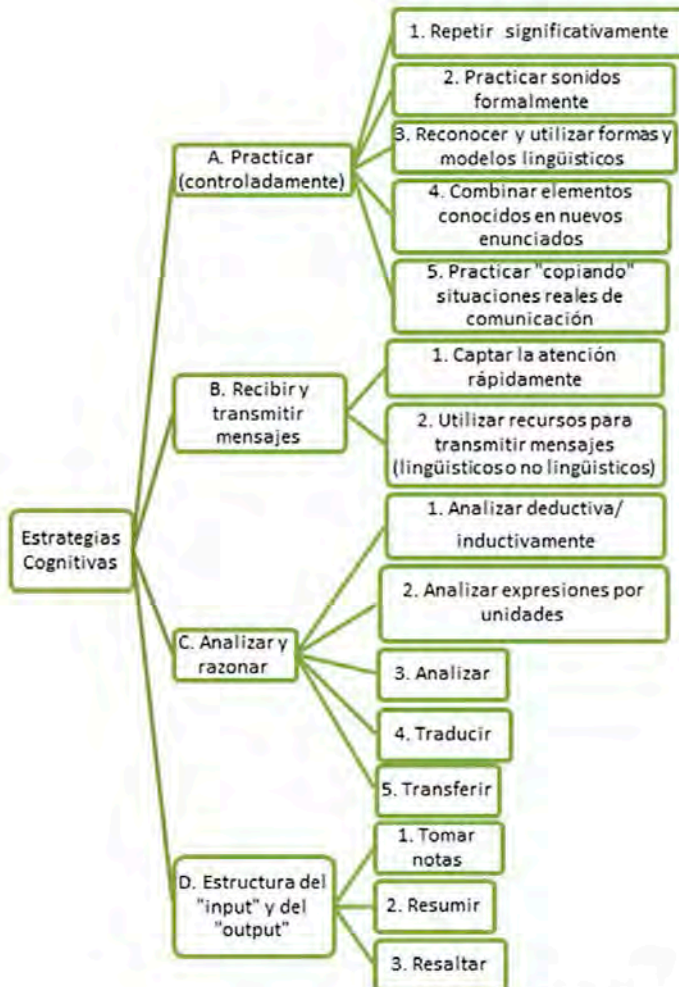 1. Repetir significativamente
2. Practicar sonidos
formalmente
3. Reconocer y utilizar formas y
modelos lingüisticos
A. Practicar
(controladamente)
4. Combinar elementos
conocidos en nuevos
enunciados
5. Practicar "copiando"
situaciones reales de
comunicación
B. Recibir y
transmitir
mensajes
1. Captar la atención
rápidamente
2. Utilizar recursos para
transmitir mensajes
(lingüisticos o no lingüisticos)
Estrategias
Cognitivas
C. Analizar y
razonar
1. Analizar deductiva/
inductivamente
2. Analizar expresiones por
unidades
3. Analizar
4. Traducir
5. Transferir
D. Estructura del
"input" y del
"output"
1. Tomar
notas
2. Resumir
3. Resaltar